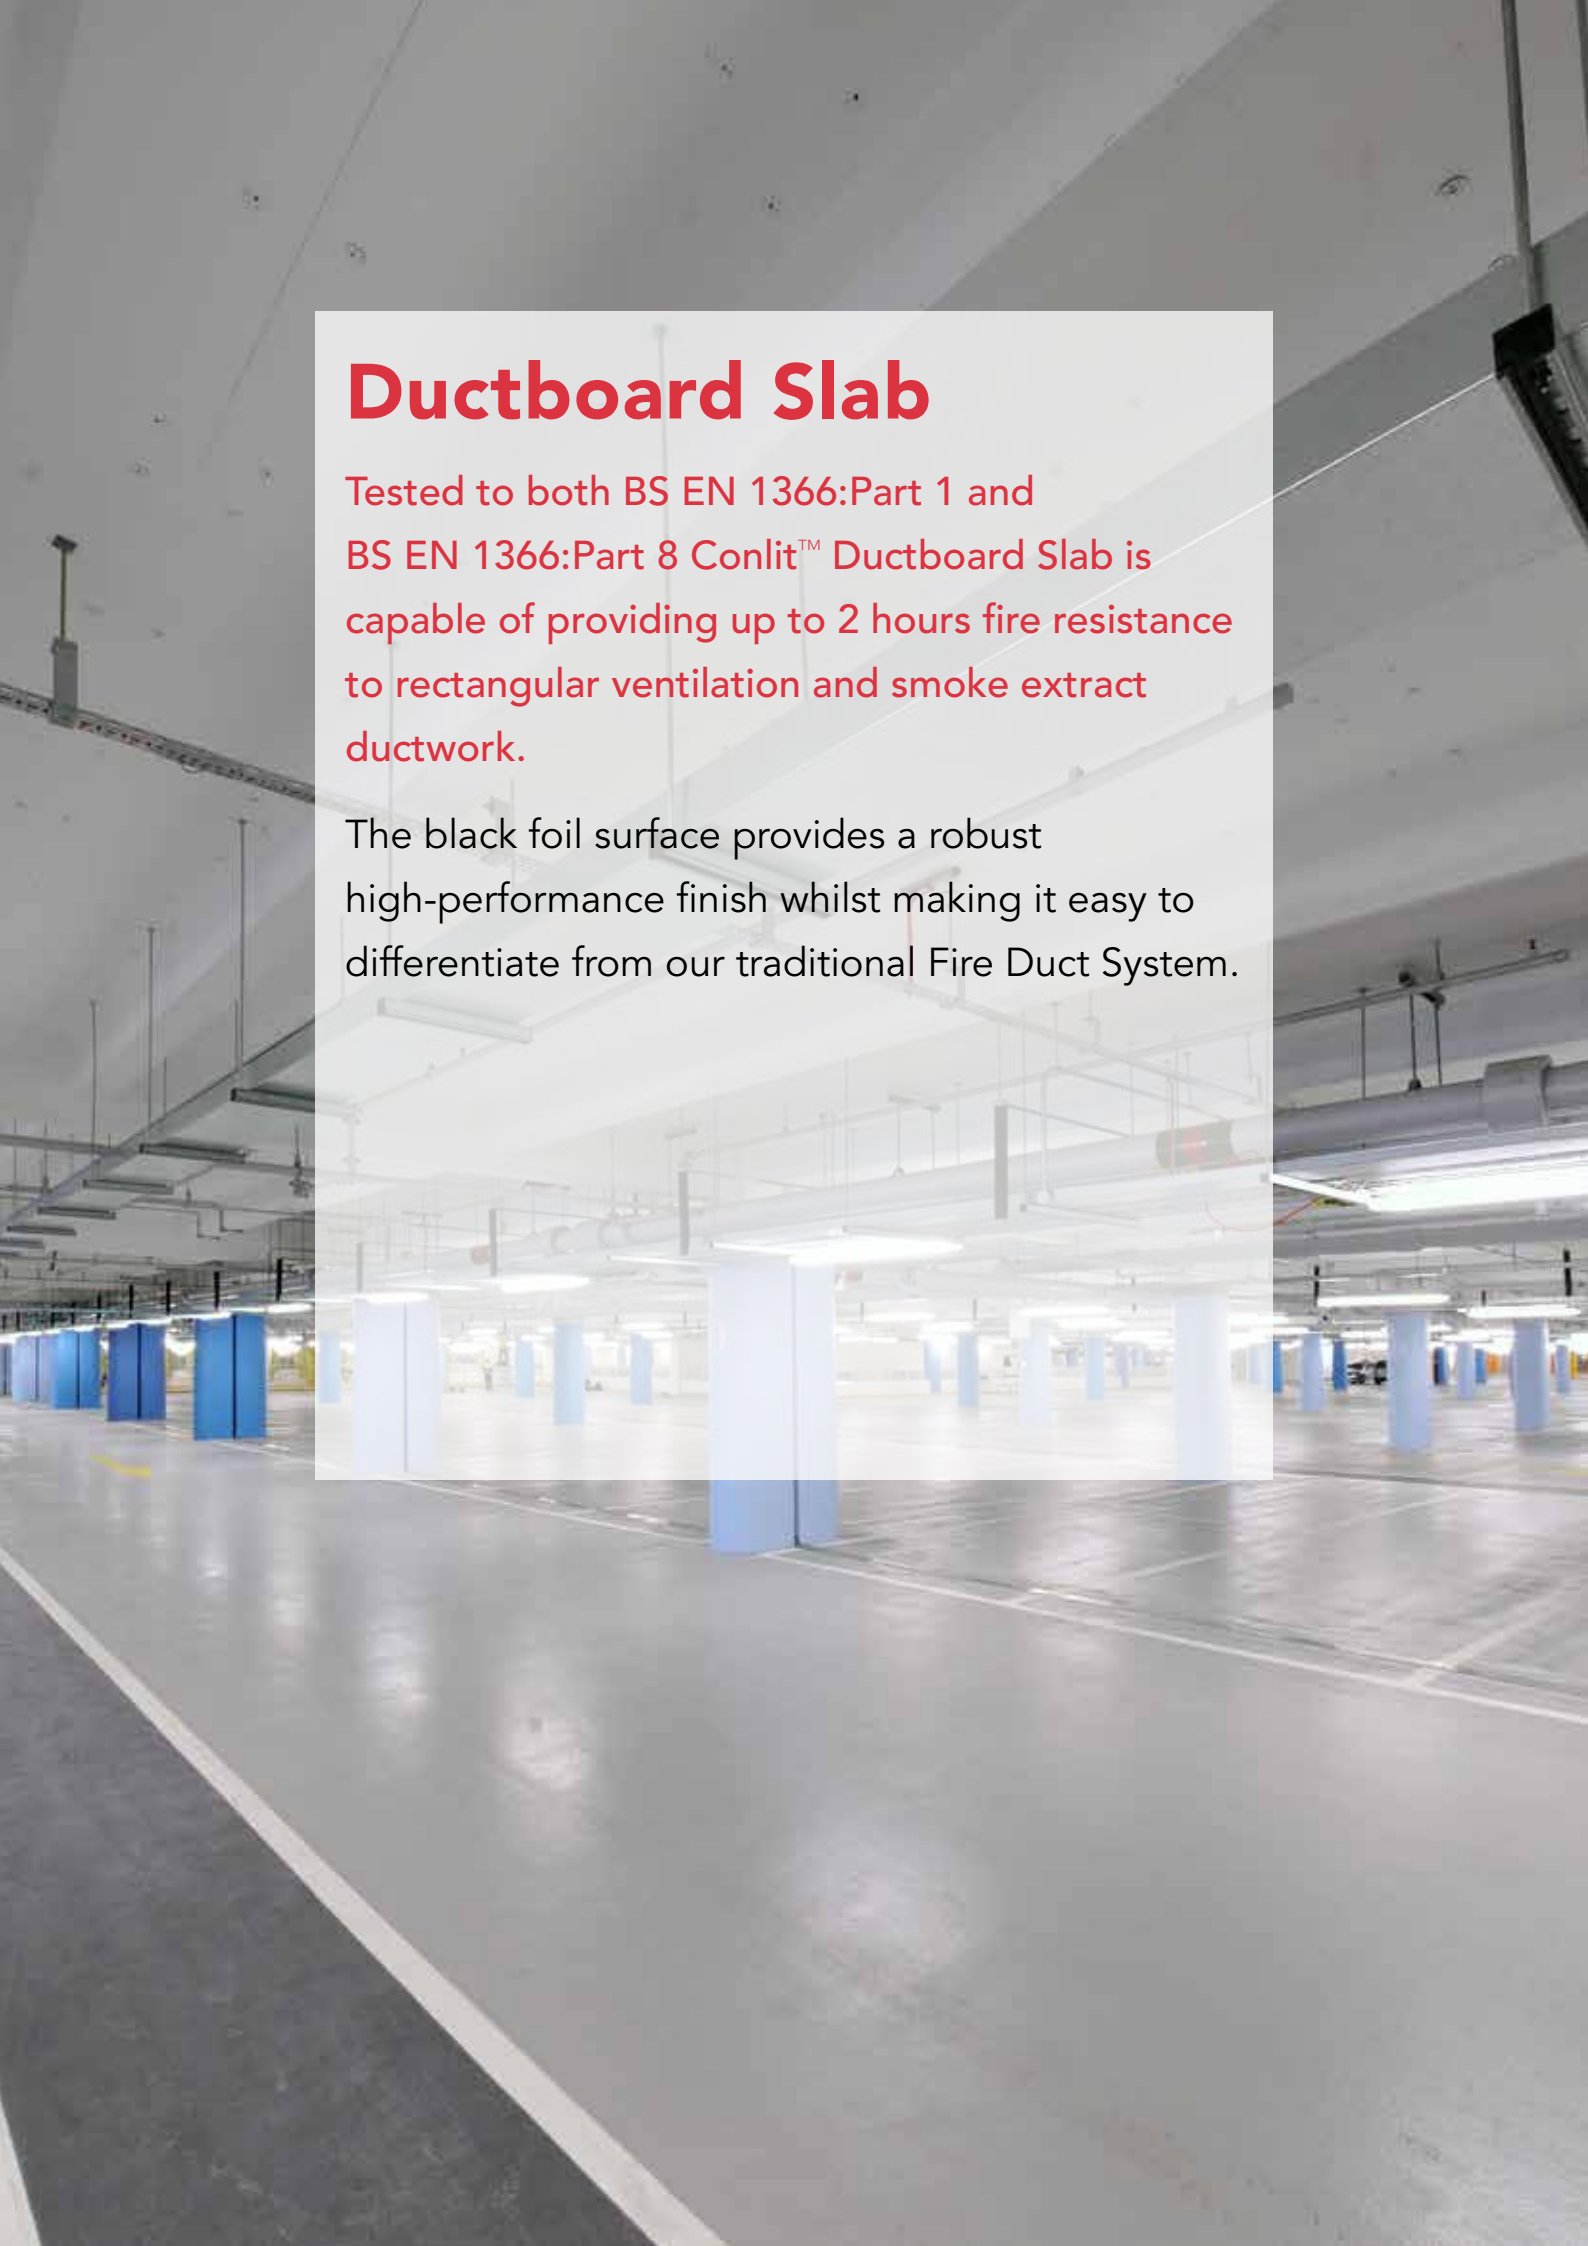 Ductboard Slab
Tested to both BS EN 1366:Part 1 and
BS EN 1366:Part 8 Conlit™ Ductboard Slab is
capable of providing up to 2 hours fire resistance
to rectangular ventilation and smoke extract
ductwork.
The black foil surface provides a robust
high-performance finish whilst making it easy to
differentiate from our traditional Fire Duct System.